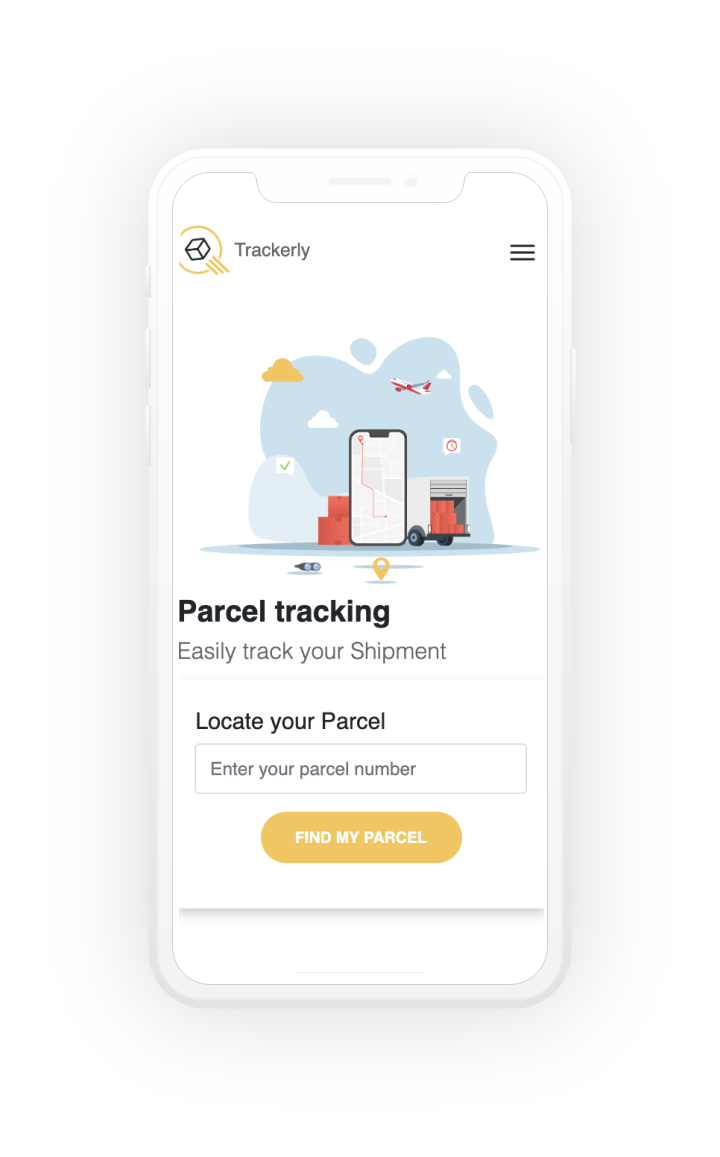 Trackerly
Parcel tracking
Easily track your Shipment
Locate your Parcel
Enter your parcel number
FIND MY PARCEL